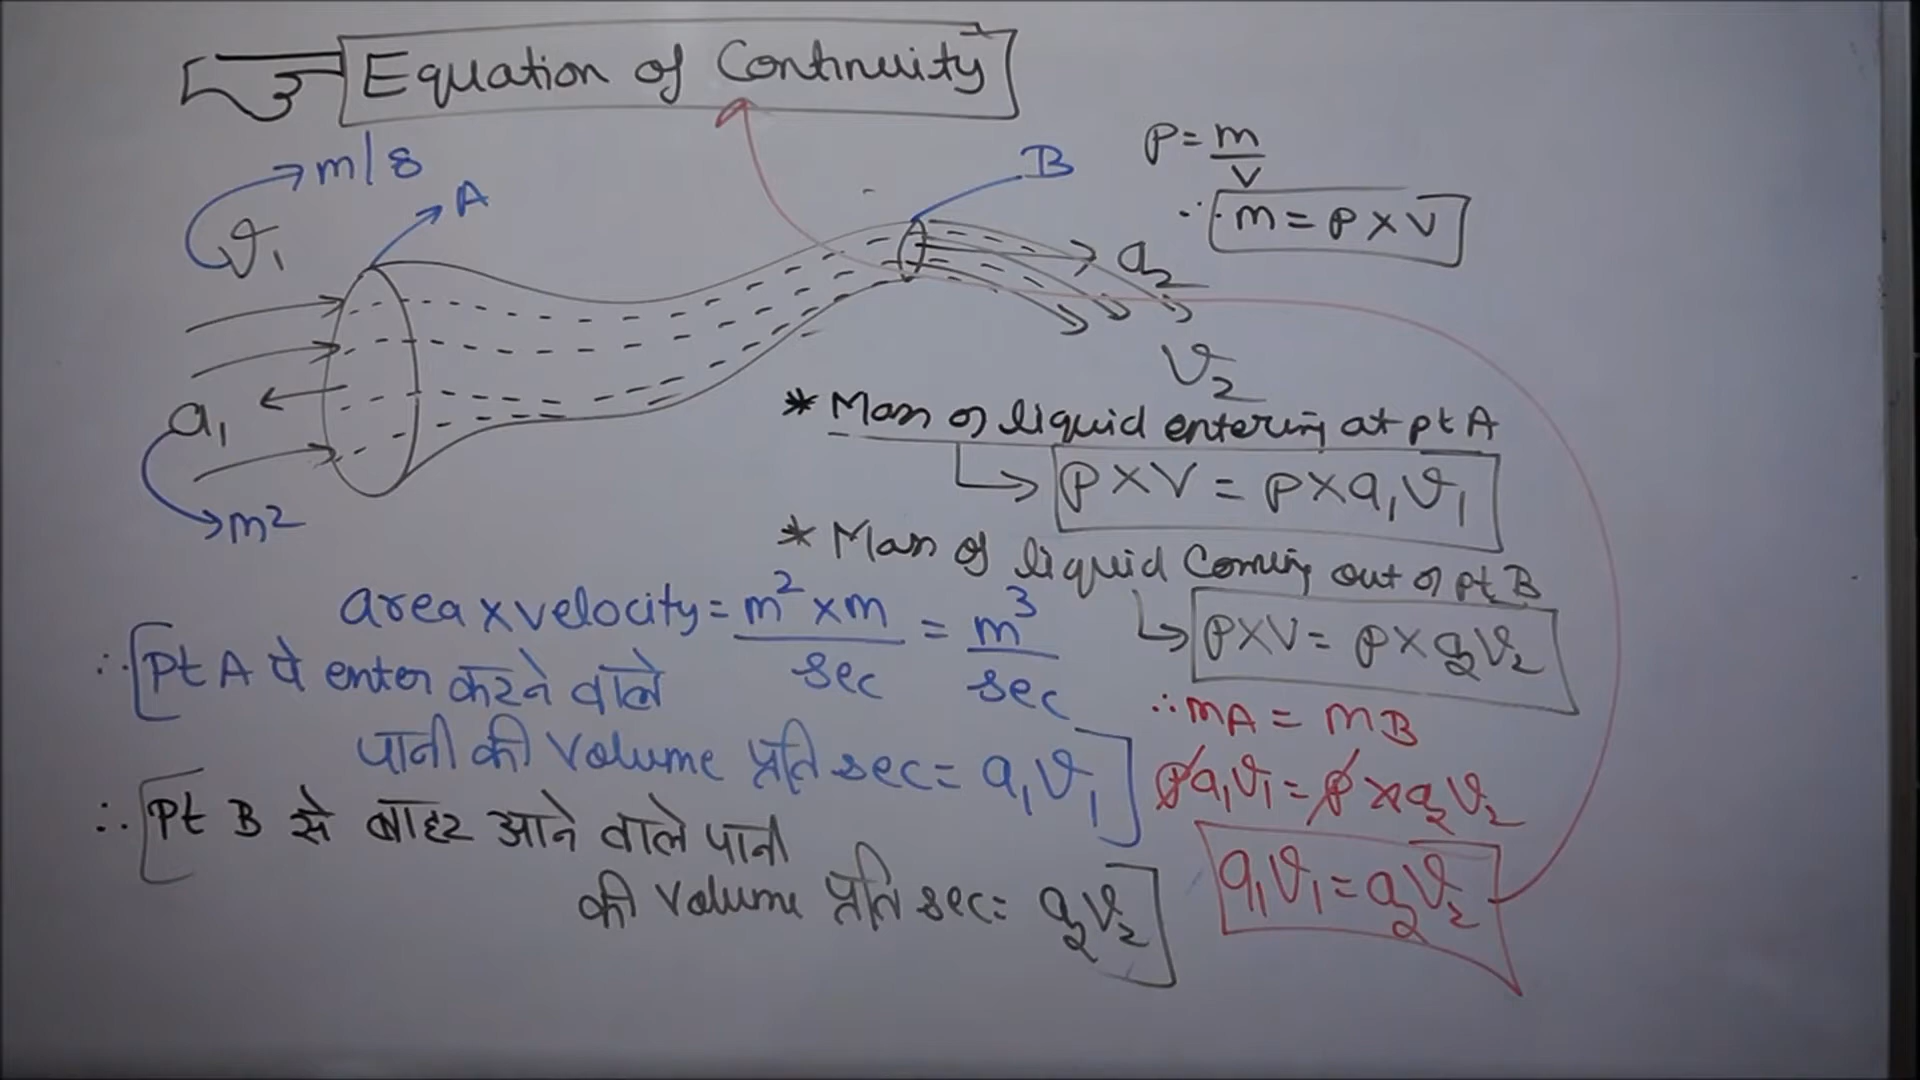 Equation of Continuity
m/s
v₁
A
B
ρ = m/V
∴ m = ρ × V
a₂
v₂
a₁
m²
* Mass of liquid entering at pt A
ρ × V = ρ × a₁v₁
* Mass of liquid Coming out of pt B
ρ × V = ρ × a₂v₂
area × velocity = m² × m/sec = m³/sec
∴ [Pt A पे enter करने वाले
पानी की Volume प्रति sec = a₁v₁]
∴ [Pt B से बाहर आने वाले पानी
की Volume प्रति sec = a₂v₂]
∴ mA = mB
ρa₁v₁ = ρ × a₂v₂
a₁v₁ = a₂v₂